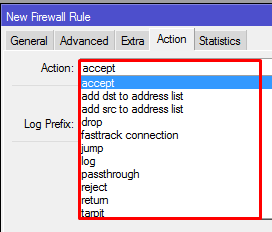 New Firewall Rule
General Advanced Extra Action Statistics
Action: accept
accept
add dst to address list
add src to address list
drop
fasttrack connection
jump
Log Prefix: log
passthrough
reject
return
tarpit